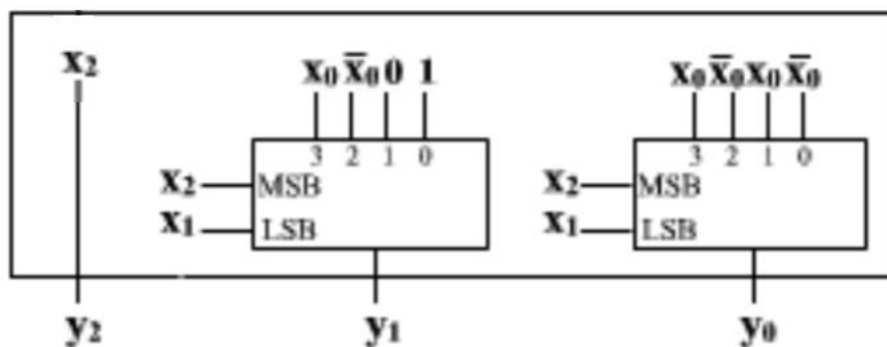 x₂ x₀ x̅₀ 0 1 x₀ x̅₀ x₀ x̅₀
3 2 1 0 3 2 1 0
x₂ MSB x₂ MSB
x₁ LSB x₁ LSB
y₂ y₁ y₀